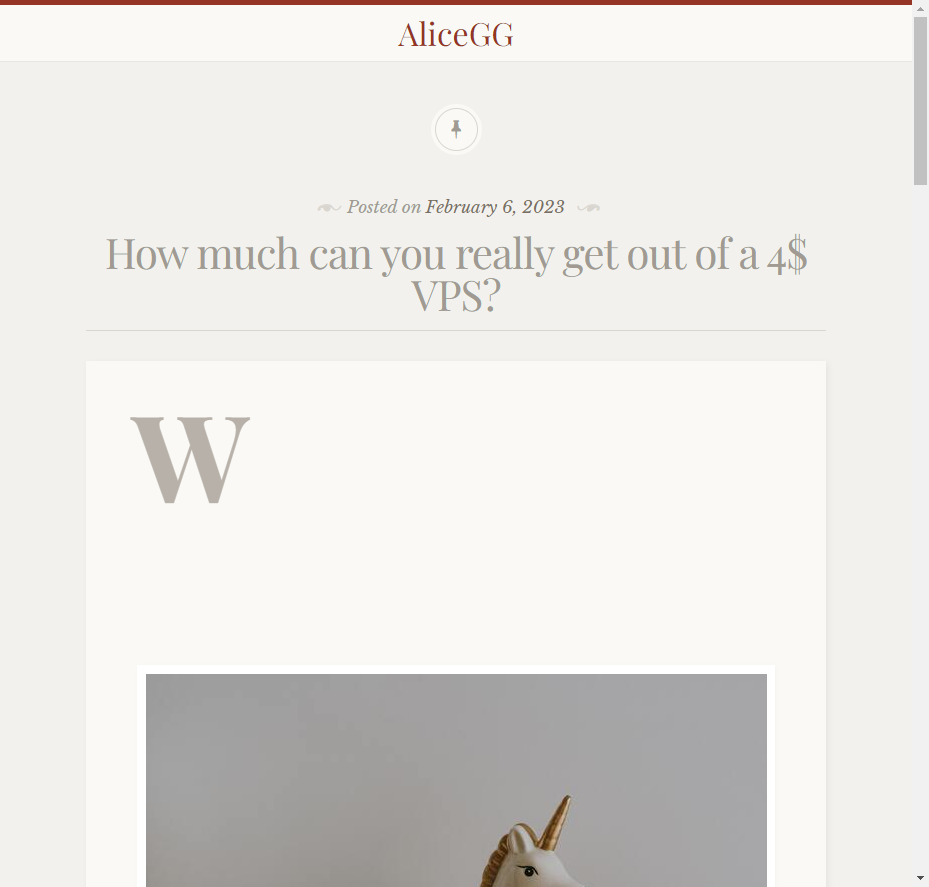 AliceGG
Posted on February 6, 2023
How much can you really get out of a 4$
VPS?
W